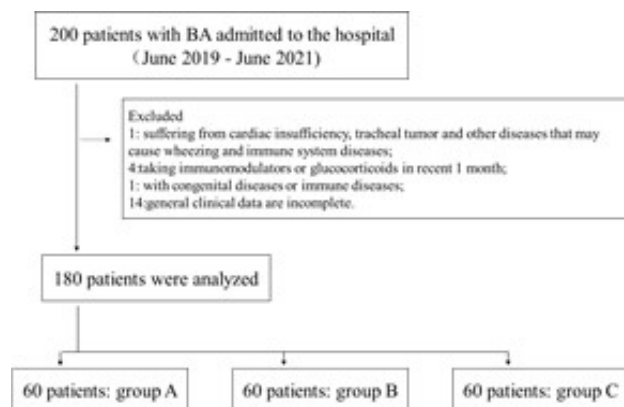 200 patients with BA admitted to the hospital
（June 2019 - June 2021)
Excluded
1: suffering from cardiac insufficiency, tracheal tumor and other diseases that may
cause wheezing and immune system diseases;
4:taking immunomodulators or glucocorticoids in recent 1 month;
1: with congenital diseases or immune diseases;
14:general clinical data are incomplete.
180 patients were analyzed
60 patients: group A
60 patients: group B
60 patients: group C